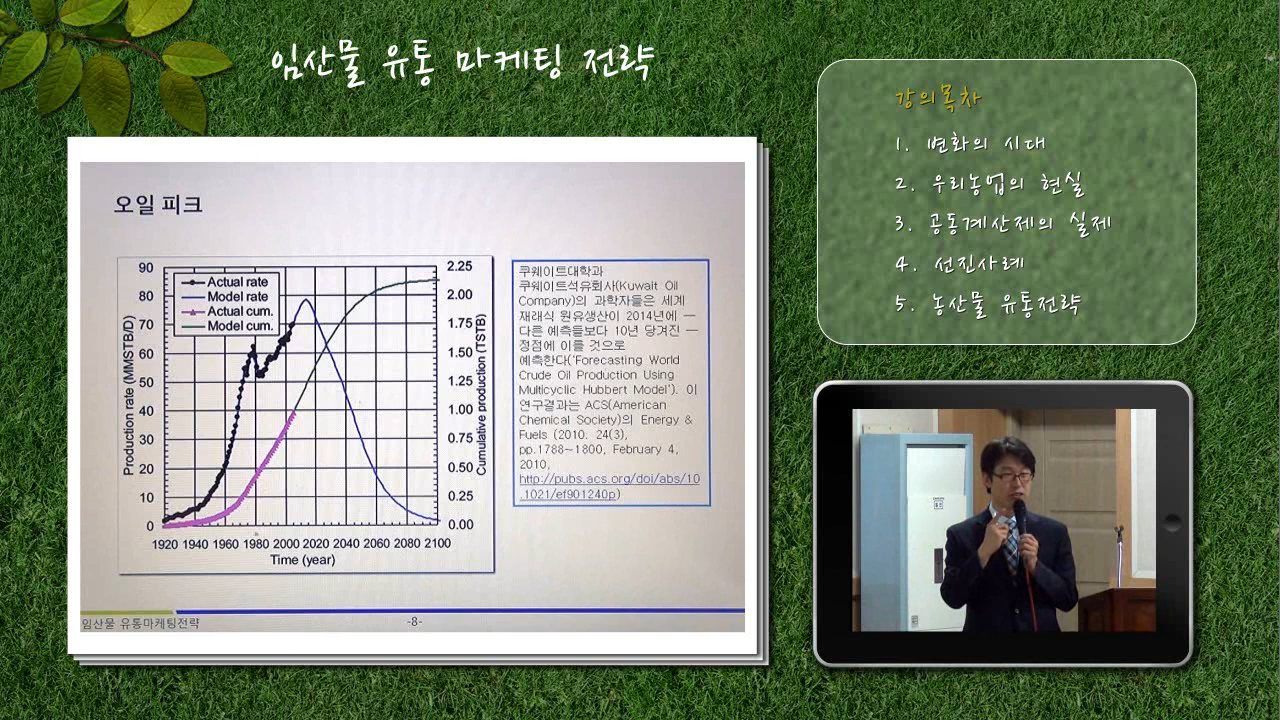 임산물 유통 마케팅 전략
강의목차
1. 변화의 시대
2. 우리농업의 현실
3. 공동계산제의 실제
4. 선진사례
5. 농산물 유통전략
오일 피크
90
80
70
60
50
40
30
20
10
0
Production rate (MMSTB/D)
Actual rate
Model rate
Actual cum.
Model cum.
2.25
2.00
1.75
1.50
1.25
1.00
0.75
0.50
0.25
0.00
Cumulative production (TSTB)
1920 1940 1960 1980 2000 2020 2040 2060 2080 2100
Time (year)
쿠웨이트대학과
쿠웨이트석유회사(Kuwait Oil
Company)의 과학자들은 세계
재래식 원유생산이 2014년에 —
다른 예측들보다 10년 당겨진 —
정점에 이를 것으로
예측한다('Forecasting World
Crude Oil Production Using
Multicyclic Hubbert Model'). 이
연구결과는 ACS(American
Chemical Society)의 Energy &
Fuels (2010. 24(3),
pp.1788~1800, February 4,
2010,
http://pubs.acs.org/doi/abs/10
.1021/ef901240p)
임산물 유통마케팅전략
-8-